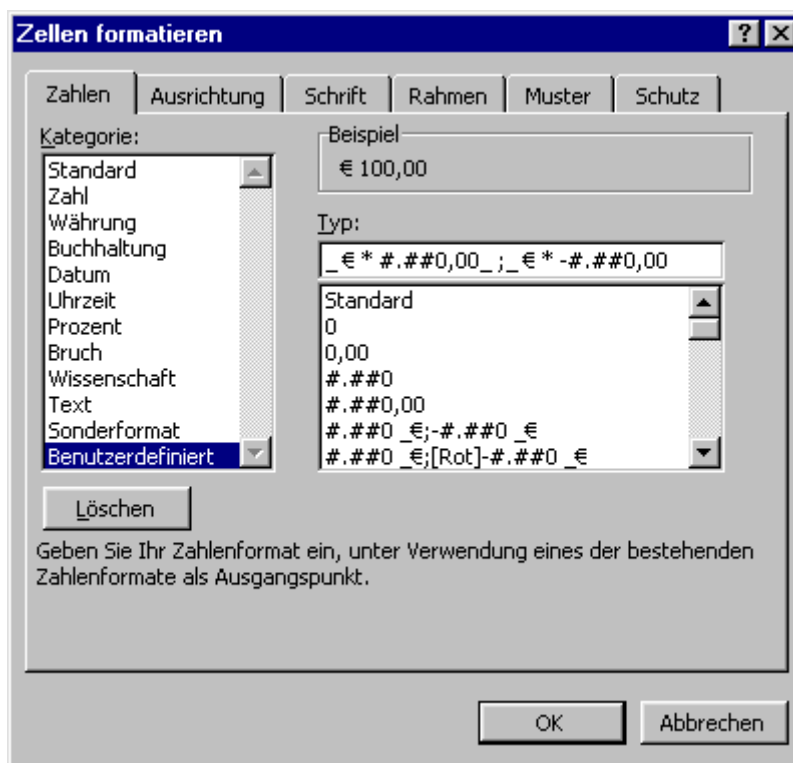 Zellen formatieren
Zahlen Ausrichtung Schrift Rahmen Muster Schutz
Kategorie:
Standard
Zahl
Währung
Buchhaltung
Datum
Uhrzeit
Prozent
Bruch
Wissenschaft
Text
Sonderformat
Benutzerdefiniert
Beispiel
€ 100,00
Typ:
_ € * #.##0,00_ ;_ € * -#.##0,00
Standard
0
0,00
#.##0
#.##0,00
#.##0 _€;-#.##0 _€
#.##0 _€;[Rot]-#.##0 _€
Löschen
Geben Sie Ihr Zahlenformat ein, unter Verwendung eines der bestehenden
Zahlenformate als Ausgangspunkt.
OK Abbrechen